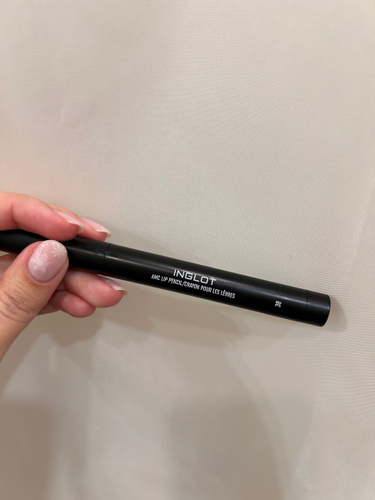 INGLOT
AMC LIP PENCIL/CRAYON POUR LES LÈVRES